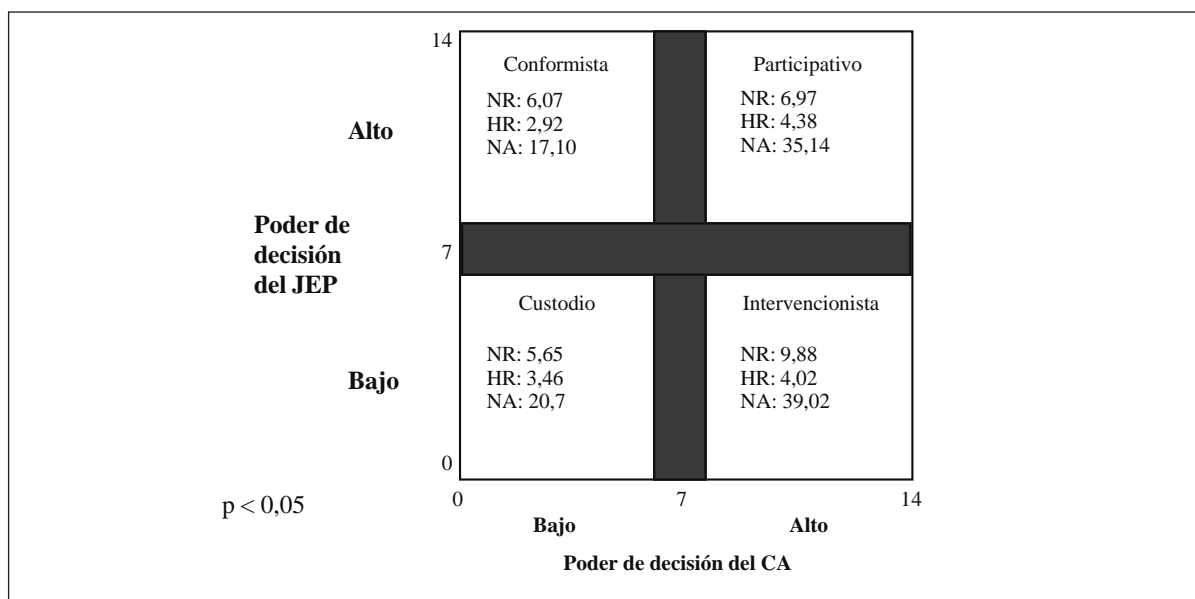 14
Conformista
Participativo
NR: 6,07
HR: 2,92
NA: 17,10
NR: 6,97
HR: 4,38
NA: 35,14
Alto
Poder de
decisión
del JEP
7
Custodio
Intervencionista
NR: 5,65
HR: 3,46
NA: 20,7
NR: 9,88
HR: 4,02
NA: 39,02
Bajo
0
p < 0,05
0
7
14
Bajo
Alto
Poder de decisión del CA